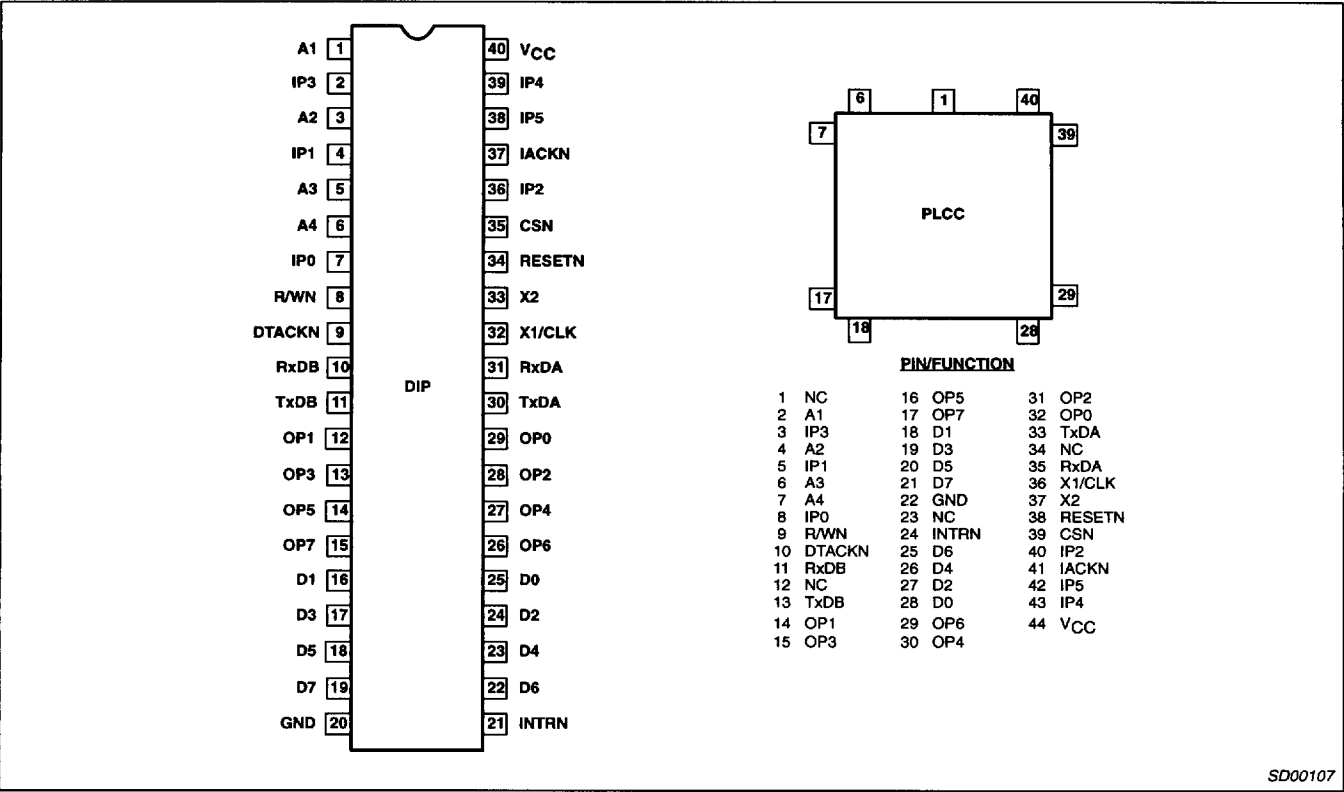 A1 1
IP3 2
A2 3
IP1 4
A3 5
A4 6
IP0 7
R/WN 8
DTACKN 9
RxDB 10
TxDB 11
OP1 12
OP3 13
OP5 14
OP7 15
D1 16
D3 17
D5 18
D7 19
GND 20
DIP
40 VCC
39 IP4
38 IP5
37 IACKN
36 IP2
35 CSN
34 RESETN
33 X2
32 X1/CLK
31 RxDA
30 TxDA
29 OP0
28 OP2
27 OP4
26 OP6
25 D0
24 D2
23 D4
22 D6
21 INTRN
6 1 40
7 39
PLCC
17 29
18 28
PIN/FUNCTION
1 NC
2 A1
3 IP3
4 A2
5 IP1
6 A3
7 A4
8 IP0
9 R/WN
10 DTACKN
11 RxDB
12 NC
13 TxDB
14 OP1
15 OP3
16 OP5
17 OP7
18 D1
19 D3
20 D5
21 D7
22 GND
23 NC
24 INTRN
25 D6
26 D4
27 D2
28 D0
29 OP6
30 OP4
31 OP2
32 OP0
33 TxDA
34 NC
35 RxDA
36 X1/CLK
37 X2
38 RESETN
39 CSN
40 IP2
41 IACKN
42 IP5
43 IP4
44 VCC
SD00107